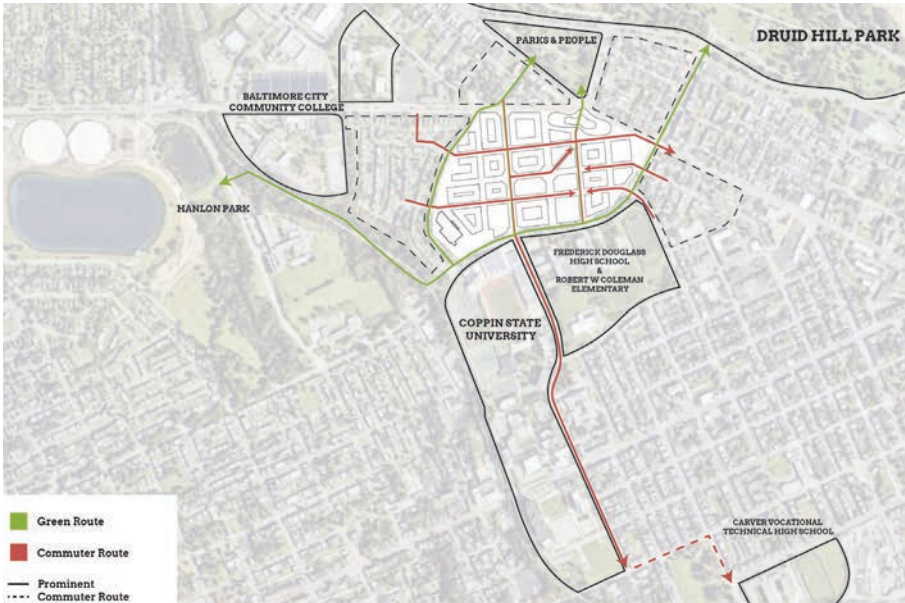 PARKS & PEOPLE
DRUID HILL PARK
BALTIMORE CITY
COMMUNITY COLLEGE
HANLON PARK
FREDERICK DOUGLASS
HIGH SCHOOL
&
ROBERT W COLEMAN
ELEMENTARY
COPPIN STATE
UNIVERSITY
CARVER VOCATIONAL
TECHNICAL HIGH SCHOOL
Green Route
Commuter Route
Prominent
Commuter Route